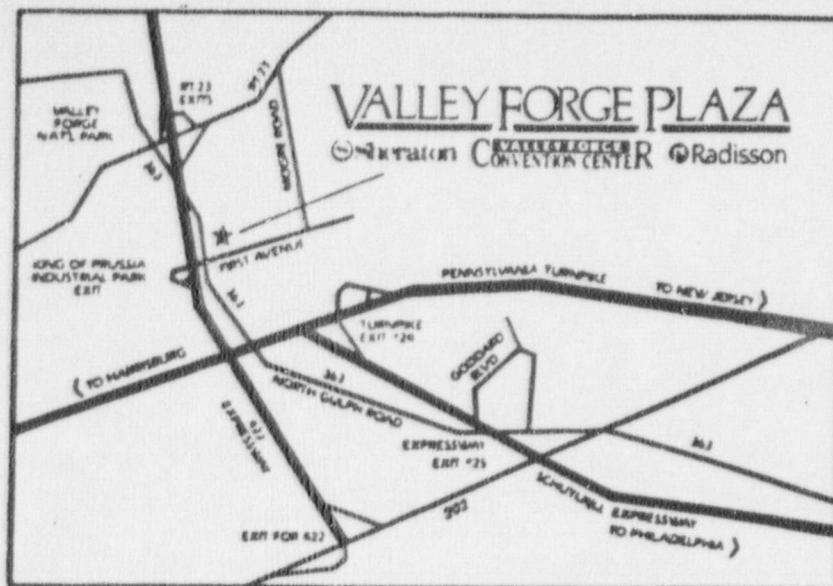 VALLEY FORGE PLAZA
Sheraton
VALLEY FORGE
CONVENTION CENTER
Radisson
RT 23
EXITS
RT 23
VALLEY
FORGE
NAT'L PARK
MOORE ROAD
363
FIRST AVENUE
KING OF PRUSSIA
INDUSTRIAL PARK
EXIT
363
PENNSYLVANIA TURNPIKE
TO NEW JERSEY
TURNPIKE
EXIT #24
GODDARD
BLVD
TO HARRISBURG
363
NORTH GULPH ROAD
422
EXPRESSWAY
EXPRESSWAY
EXIT #25
363
202
SCHUYLKILL EXPRESSWAY
TO PHILADELPHIA
EXIT FOR 422